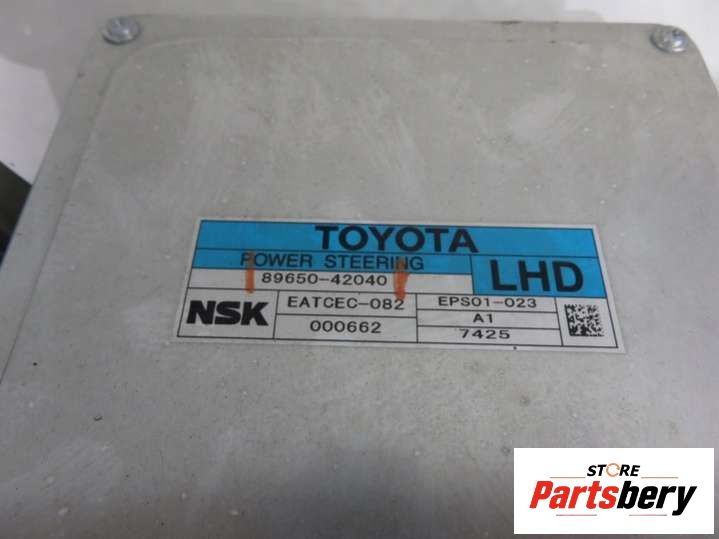 TOYOTA
POWER STEERING
89650-42040
LHD
NSK
EATCEC-082
EPS01-023
000662
A1
7425
STORE
Partsbery